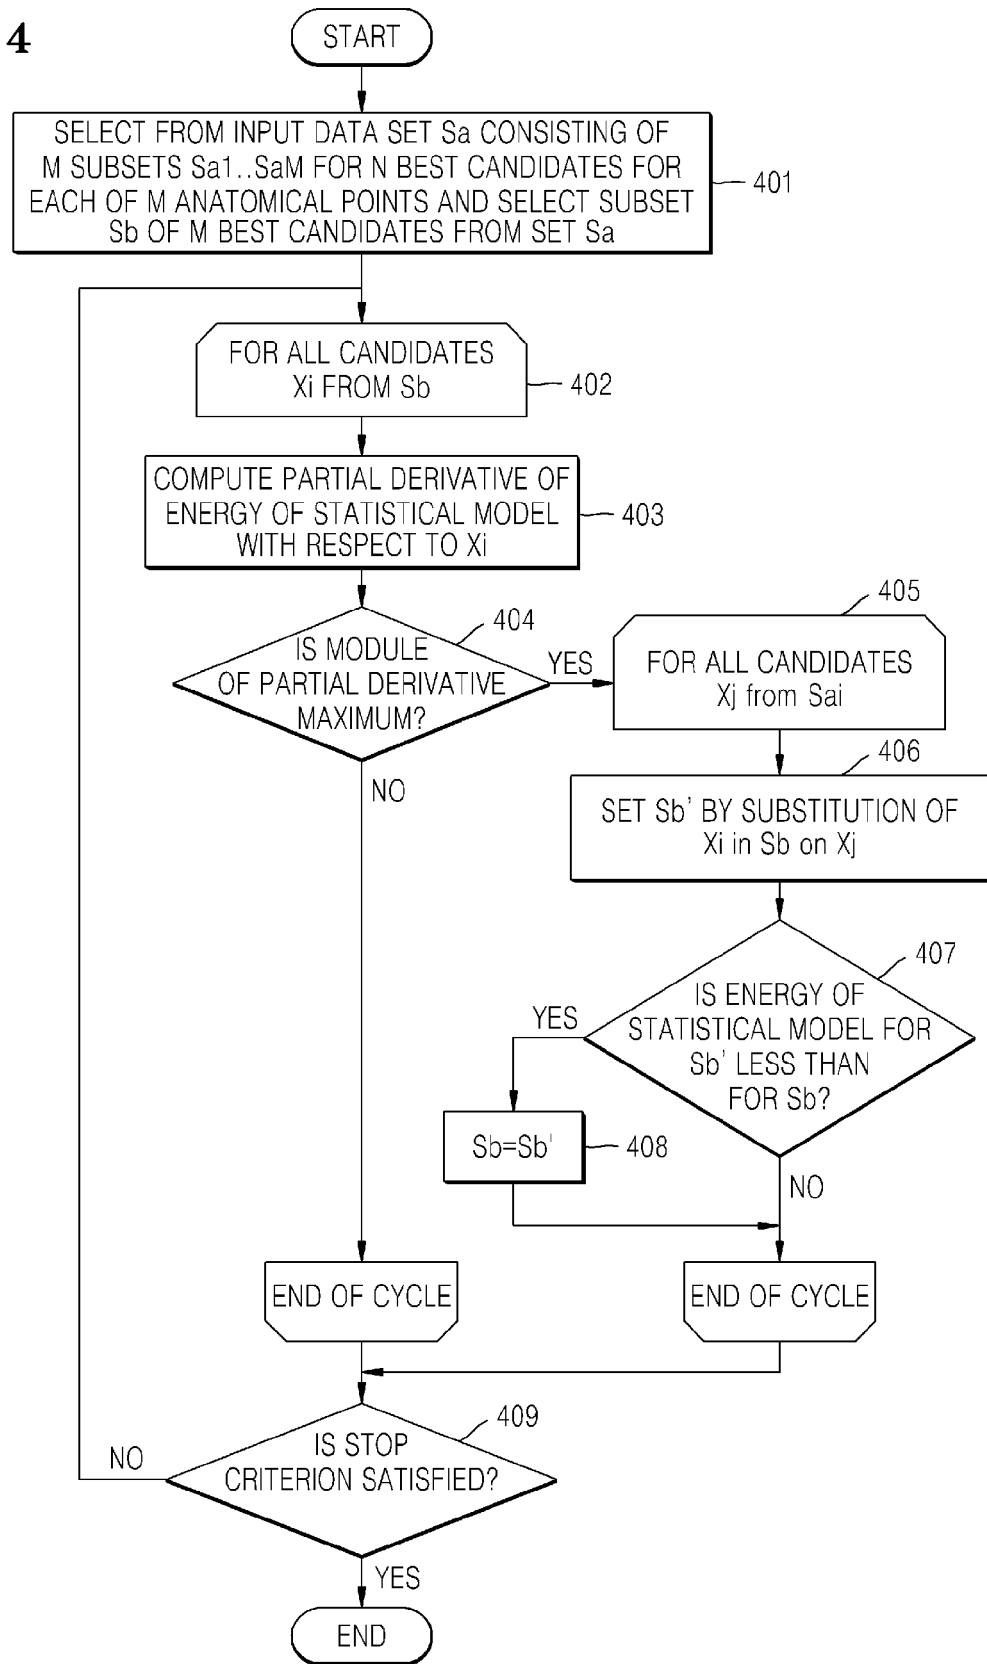 4
START
SELECT FROM INPUT DATA SET Sa CONSISTING OF
M SUBSETS Sa1..SaM FOR N BEST CANDIDATES FOR
EACH OF M ANATOMICAL POINTS AND SELECT SUBSET
Sb OF M BEST CANDIDATES FROM SET Sa
401
FOR ALL CANDIDATES
Xi FROM Sb
402
COMPUTE PARTIAL DERIVATIVE OF
ENERGY OF STATISTICAL MODEL
WITH RESPECT TO Xi
403
404
IS MODULE
OF PARTIAL DERIVATIVE
MAXIMUM?
YES
NO
405
FOR ALL CANDIDATES
Xj from Sai
406
SET Sb' BY SUBSTITUTION OF
Xi in Sb on Xj
407
IS ENERGY OF
STATISTICAL MODEL FOR
Sb' LESS THAN
FOR Sb?
YES
Sb=Sb'
408
NO
END OF CYCLE
END OF CYCLE
409
IS STOP
CRITERION SATISFIED?
NO
YES
END